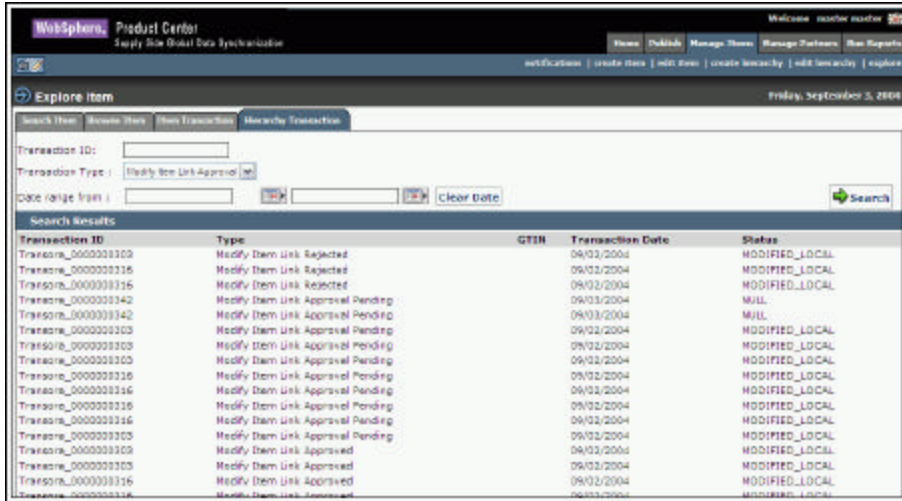 WebSphere. Product Center
Supply Side Global Data Synchronization
Welcome master master
Home Publish Manage Items Manage Partners Run Reports
notifications | create item | edit item | create hierarchy | edit hierarchy | explore
Explore Item
Friday, September 3, 2004
Search Item Browse Item Item Transaction Hierarchy Transaction
Transaction ID:
Transaction Type : Modify Item Link Approval
Date range from : Clear Date Search
Search Results
Transaction ID Type GTIN Transaction Date Status
Transora_0000000303 Modify Item Link Rejected 09/02/2004 MODIFIED_LOCAL
Transora_0000000316 Modify Item Link Rejected 09/02/2004 MODIFIED_LOCAL
Transora_0000000316 Modify Item Link Rejected 09/02/2004 MODIFIED_LOCAL
Transora_0000000342 Modify Item Link Approval Pending 09/03/2004 NULL
Transora_0000000342 Modify Item Link Approval Pending 09/03/2004 NULL
Transora_0000000303 Modify Item Link Approval Pending 09/02/2004 MODIFIED_LOCAL
Transora_0000000303 Modify Item Link Approval Pending 09/02/2004 MODIFIED_LOCAL
Transora_0000000303 Modify Item Link Approval Pending 09/02/2004 MODIFIED_LOCAL
Transora_0000000316 Modify Item Link Approval Pending 09/02/2004 MODIFIED_LOCAL
Transora_0000000316 Modify Item Link Approval Pending 09/02/2004 MODIFIED_LOCAL
Transora_0000000316 Modify Item Link Approval Pending 09/02/2004 MODIFIED_LOCAL
Transora_0000000316 Modify Item Link Approval Pending 09/02/2004 MODIFIED_LOCAL
Transora_0000000303 Modify Item Link Approval Pending 09/02/2004 MODIFIED_LOCAL
Transora_0000000303 Modify Item Link Approved 09/02/2004 MODIFIED_LOCAL
Transora_0000000303 Modify Item Link Approved 09/02/2004 MODIFIED_LOCAL
Transora_0000000316 Modify Item Link Approved 09/02/2004 MODIFIED_LOCAL
Transora_0000000316 Modify Item Link Approved 09/02/2004 MODIFIED_LOCAL